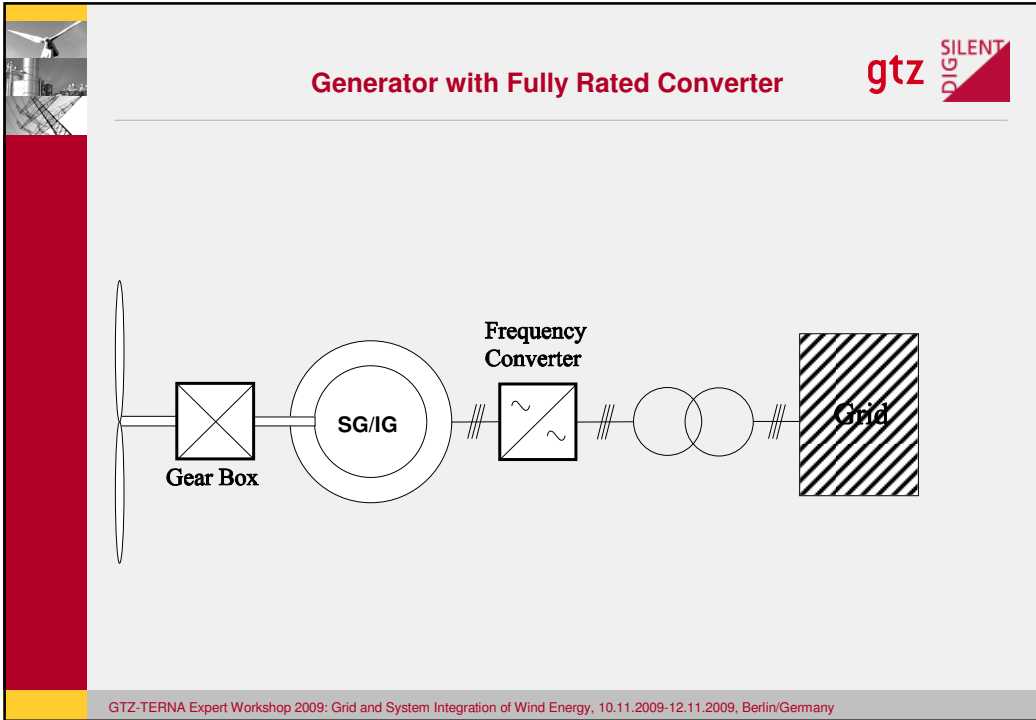 Generator with Fully Rated Converter
gtz
DIG SILENT
Frequency
Converter
SG/IG
Grid
Gear Box
GTZ-TERNA Expert Workshop 2009: Grid and System Integration of Wind Energy, 10.11.2009-12.11.2009, Berlin/Germany